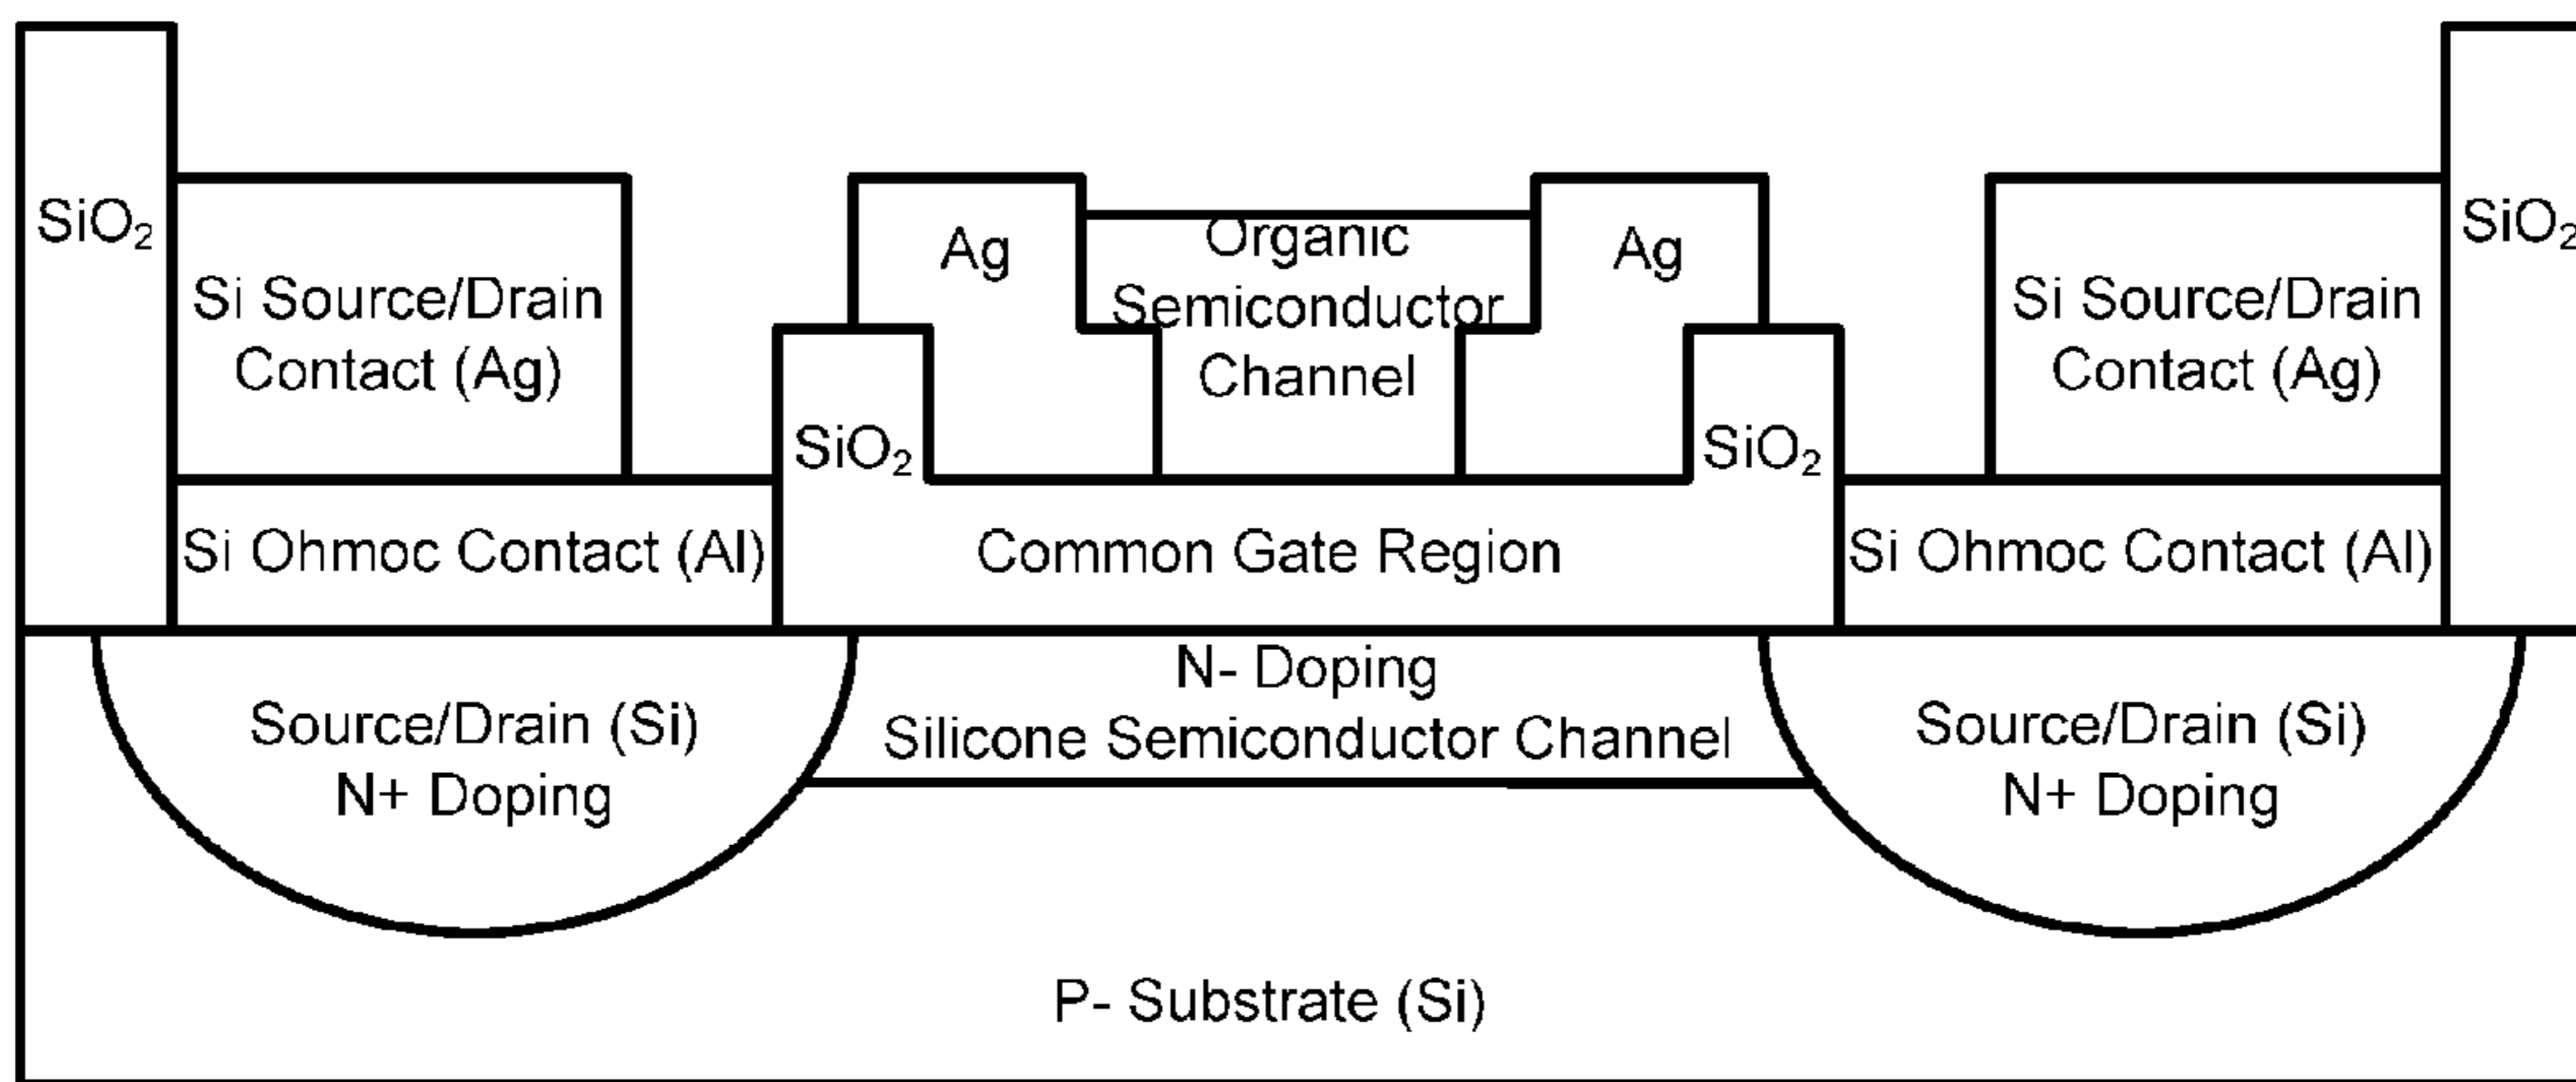 SiO₂
Si Source/Drain
Contact (Ag)
Ag
Organic
Semiconductor
Channel
Ag
Si Source/Drain
Contact (Ag)
SiO₂
SiO₂
SiO₂
Si Ohmoc Contact (Al)
Common Gate Region
Si Ohmoc Contact (Al)
Source/Drain (Si)
N+ Doping
N- Doping
Silicone Semiconductor Channel
Source/Drain (Si)
N+ Doping
P- Substrate (Si)